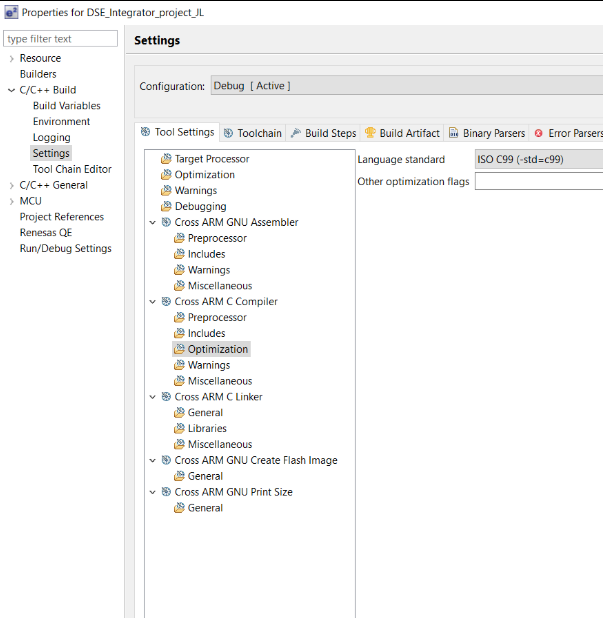 Properties for DSE_Integrator_project_JL
type filter text
Resource
Builders
C/C++ Build
Build Variables
Environment
Logging
Settings
Tool Chain Editor
C/C++ General
MCU
Project References
Renesas QE
Run/Debug Settings
Settings
Configuration: Debug [ Active ]
Tool Settings Toolchain Build Steps Build Artifact Binary Parsers Error Parsers
Target Processor
Optimization
Warnings
Debugging
Cross ARM GNU Assembler
Preprocessor
Includes
Warnings
Miscellaneous
Cross ARM C Compiler
Preprocessor
Includes
Optimization
Warnings
Miscellaneous
Cross ARM C Linker
General
Libraries
Miscellaneous
Cross ARM GNU Create Flash Image
General
Cross ARM GNU Print Size
General
Language standard ISO C99 (-std=c99)
Other optimization flags